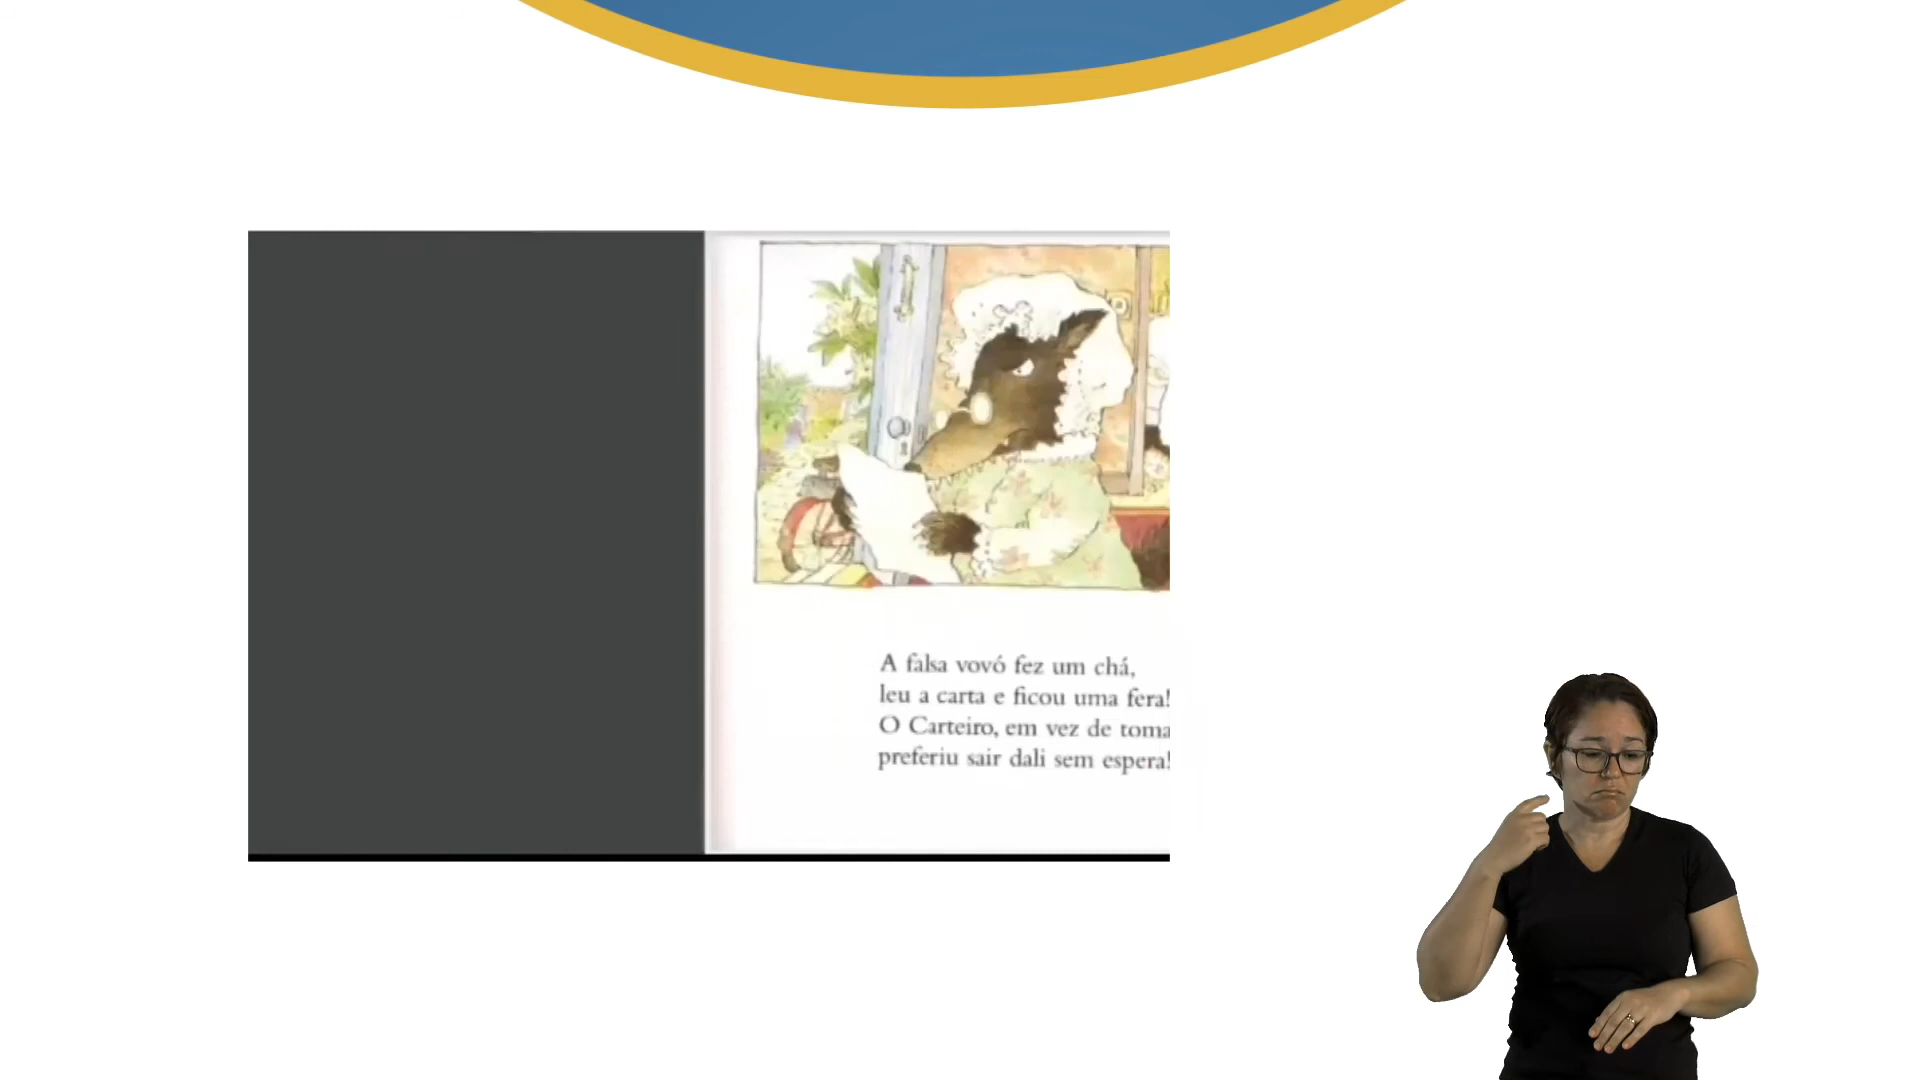 A falsa vovó fez um chá,
leu a carta e ficou uma fera!
O Carteiro, em vez de toma
preferiu sair dali sem espera!